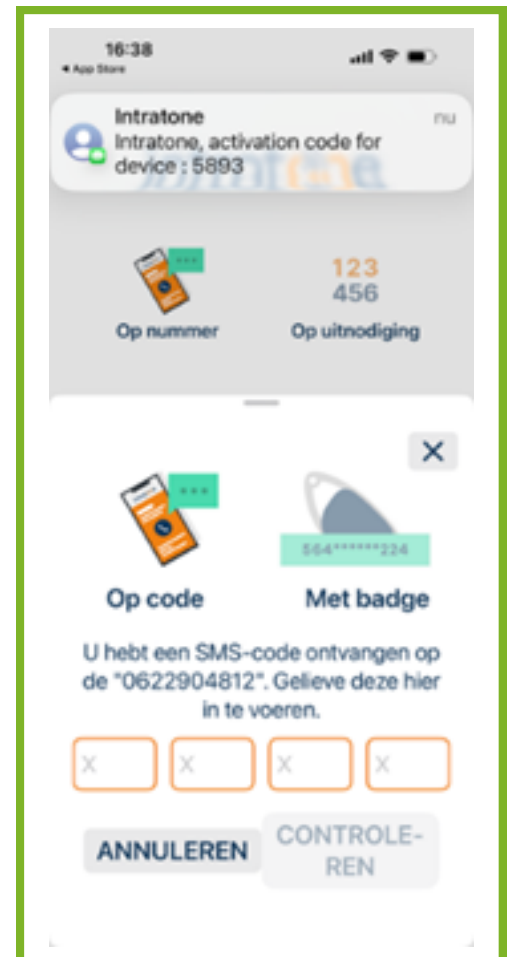 16:38
◀ App Store
Intratone
nu
Intratone, activation code for
device : 5893
123
456
Op nummer
Op uitnodiging
564******224
Op code
Met badge
U hebt een SMS-code ontvangen op
de "0622904812". Gelieve deze hier
in te voeren.
X X X X
ANNULEREN
CONTROLE-
REN